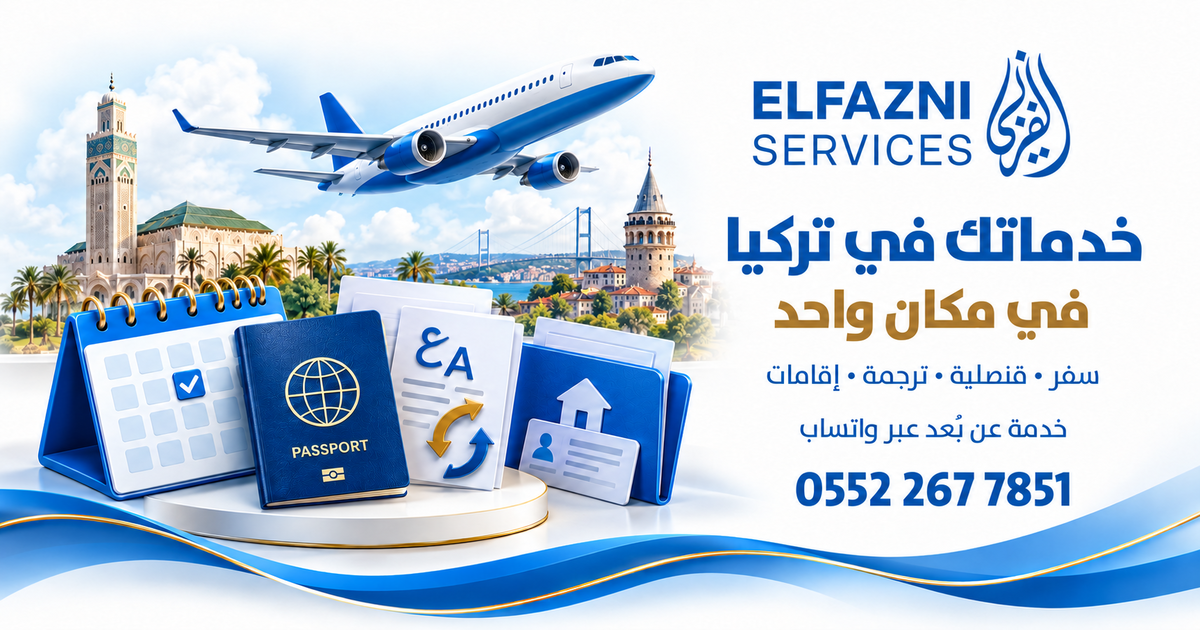 ELFAZNI
SERVICES
الفزني
خدماتك في تركيا
في مكان واحد
سفر • قنصلية • ترجمة • إقامات
خدمة عن بُعد عبر واتساب
0552 267 7851
PASSPORT
ع A